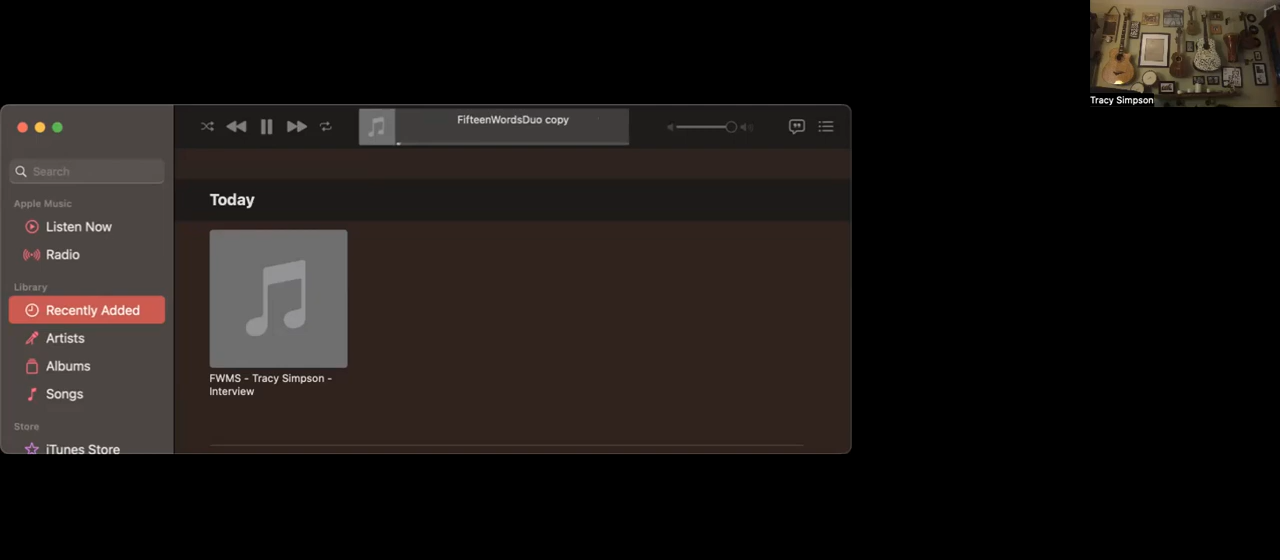 Tracy Simpson
FifteenWordsDuo copy
Search
Today
Apple Music
Listen Now
Radio
Library
Recently Added
Artists
Albums
Songs
Store
iTunes Store
FWMS - Tracy Simpson -
Interview